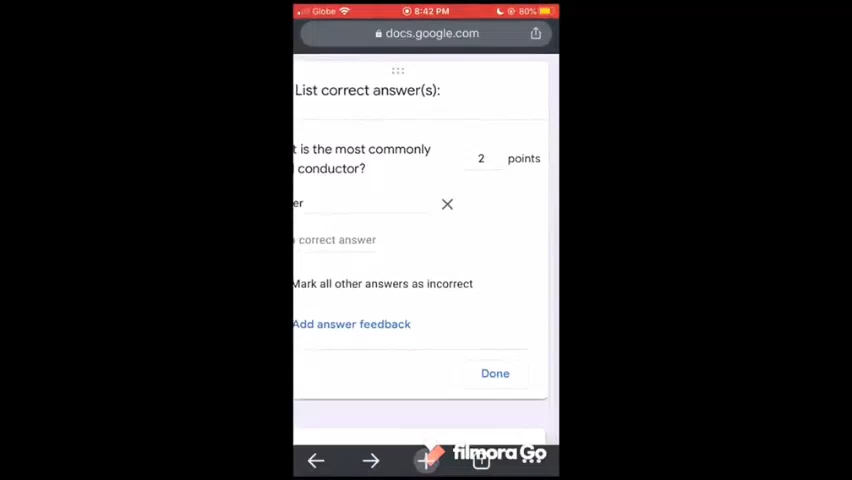 Globe 8:42 PM 80%
docs.google.com
List correct answer(s):
t is the most commonly
conductor?
2 points
er
correct answer
Mark all other answers as incorrect
Add answer feedback
Done
filmora Go